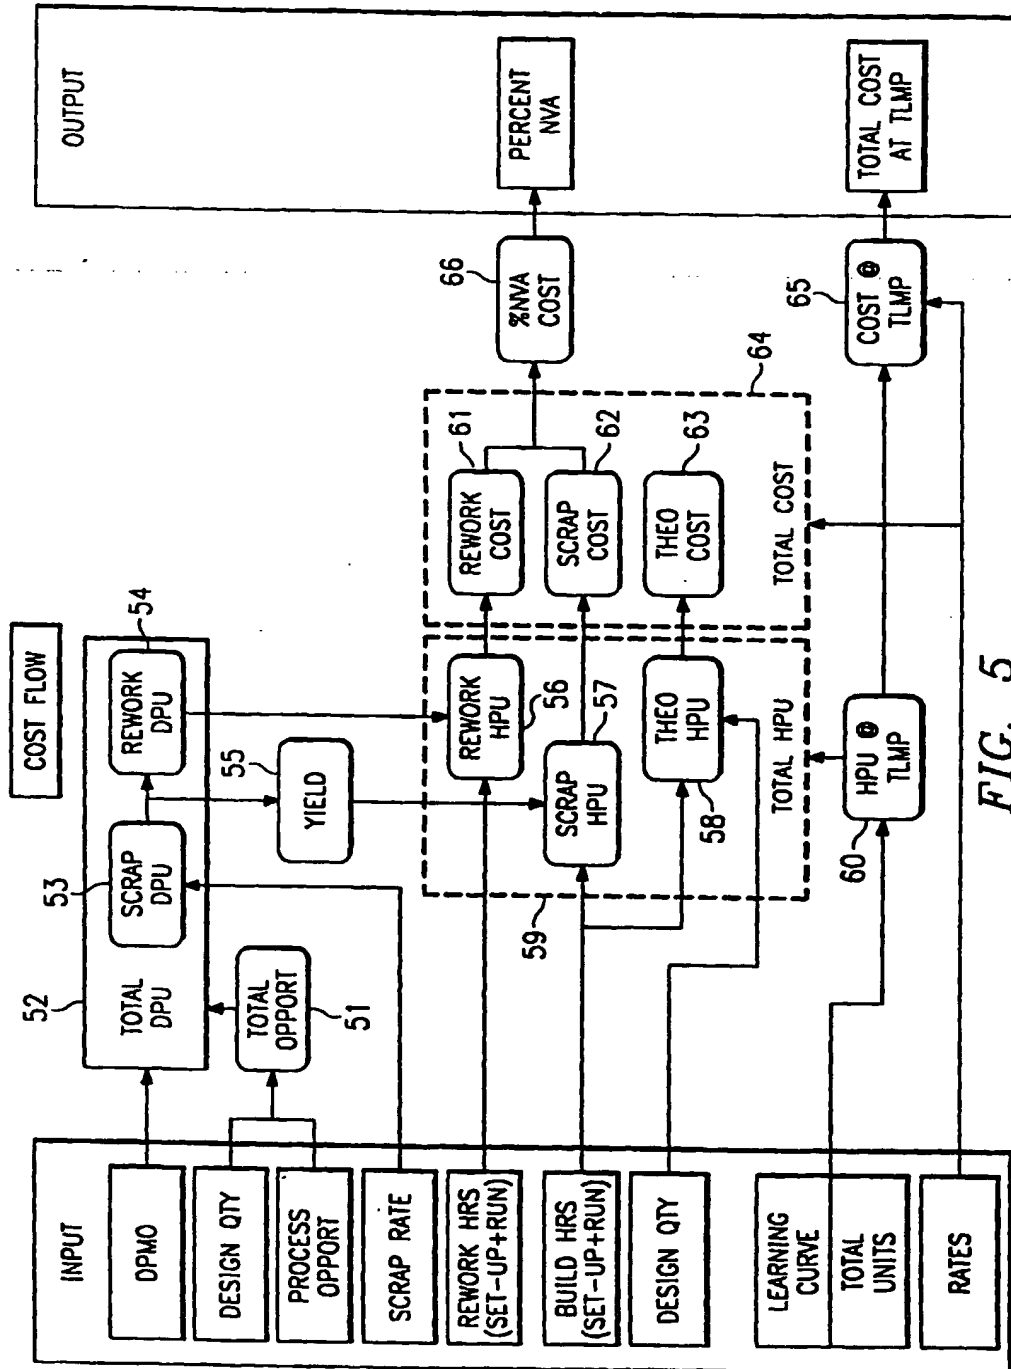 COST FLOW
INPUT
DPMO
DESIGN QTY
PROCESS
OPPORT
SCRAP RATE
REWORK HRS
(SET-UP+RUN)
BUILD HRS
(SET-UP+RUN)
DESIGN QTY
LEARNING
CURVE
TOTAL
UNITS
RATES
52
TOTAL
DPU
53
SCRAP
DPU
54
REWORK
DPU
TOTAL
OPPORT
51
55
YIELD
59
REWORK
HPU
56
SCRAP
HPU
57
THEO
HPU
58
TOTAL HPU
HPU @
TLMP
60
REWORK
COST
61
SCRAP
COST
62
THEO
COST
63
TOTAL COST
64
66
%NVA
COST
65
COST @
TLMP
OUTPUT
PERCENT
NVA
TOTAL COST
AT TLMP
FIG. 5